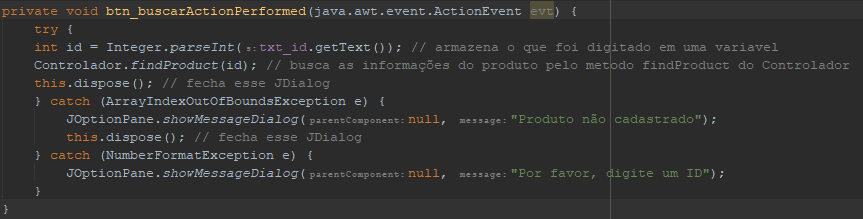 private void btn_buscarActionPerformed(java.awt.event.ActionEvent evt) {
try {
int id = Integer.parseInt( s: txt_id.getText()); // armazena o que foi digitado em uma variavel
Controlador.findProduct(id); // busca as informações do produto pelo metodo findProduct do Controlador
this.dispose(); // fecha esse JDialog
} catch (ArrayIndexOutOfBoundsException e) {
JOptionPane.showMessageDialog( parentComponent: null, message: "Produto não cadastrado");
this.dispose(); // fecha esse JDialog
} catch (NumberFormatException e) {
JOptionPane.showMessageDialog( parentComponent: null, message: "Por favor, digite um ID");
}
}